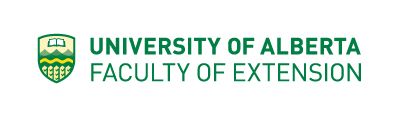 UNIVERSITY OF ALBERTA
FACULTY OF EXTENSION